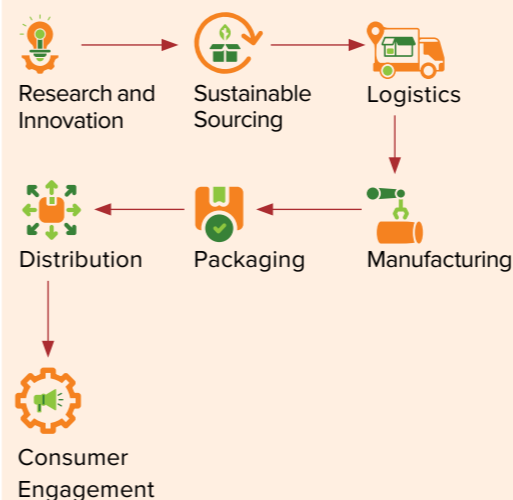 Research and
Innovation
Sustainable
Sourcing
Logistics
Distribution
Packaging
Manufacturing
Consumer
Engagement